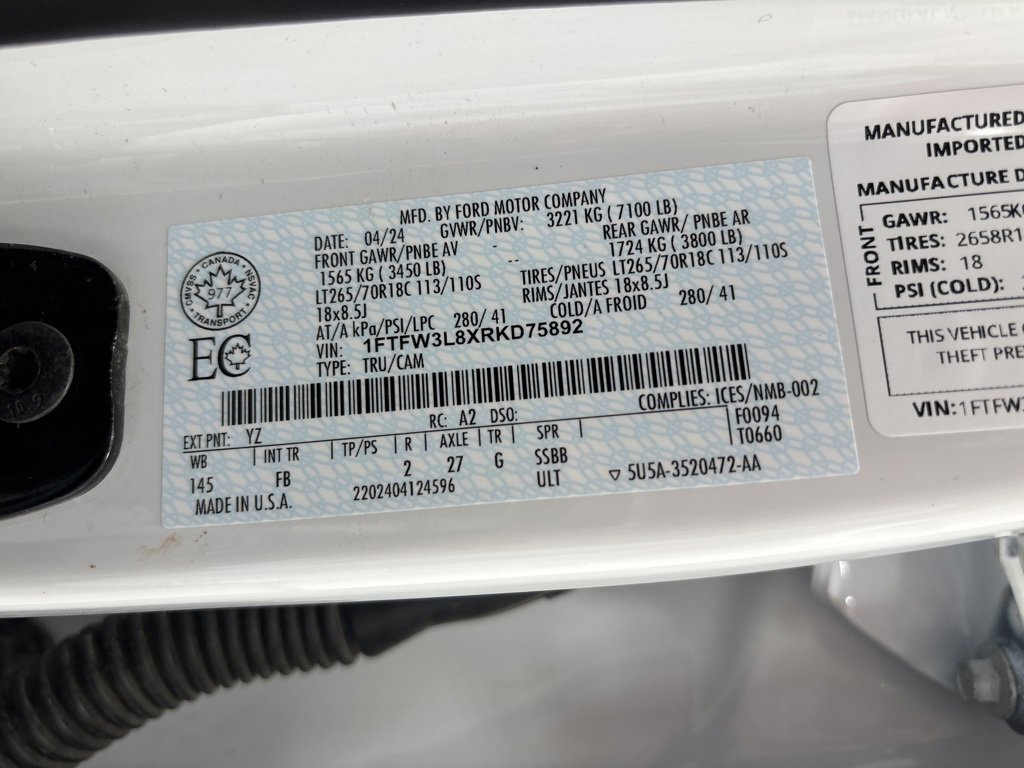 MFD. BY FORD MOTOR COMPANY
DATE: 04/24 GVWR/PNBV: 3221 KG ( 7100 LB)
FRONT GAWR/PNBE AV -- REAR GAWR/ PNBE AR
1565 KG ( 3450 LB) -- 1724 KG ( 3800 LB)
LT265/70R18C 113/110S TIRES/PNEUS LT265/70R18C 113/110S
18x8.5J RIMS/JANTES 18x8.5J
AT/A kPa/PSI/LPC 280/ 41 COLD/A FROID 280/ 41
VIN: 1FTFW3L8XRKD75892
TYPE: TRU/CAM
CANADA • NSVAC • TRANSPORT • CMVSS •
977
EC
COMPLIES: ICES/NMB-002
EXT PNT: YZ RC: A2 DSO: F0094
WB INT TR TP/PS R AXLE TR SPR T0660
145 FB 2 27 G SSBB
MADE IN U.S.A. 2202404124596 ULT ▽ 5U5A-3520472-AA
MANUFACTURED
IMPORTED
MANUFACTURE D
FRONT
GAWR: 1565K
TIRES: 2658R1
RIMS: 18
PSI (COLD):
THIS VEHICLE
THEFT PRE
VIN:1FTFW